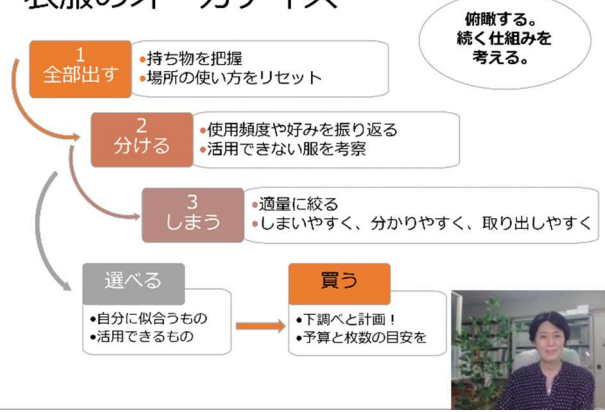 俯瞰する。
続く仕組みを
考える。
1
全部出す
•持ち物を把握
•場所の使い方をリセット
2
分ける
•使用頻度や好みを振り返る
•活用できない服を考察
3
しまう
•適量に絞る
•しまいやすく、分かりやすく、取り出しやすく
選べる
•自分に似合うもの
•活用できるもの
買う
•下調べと計画！
•予算と枚数の目安を